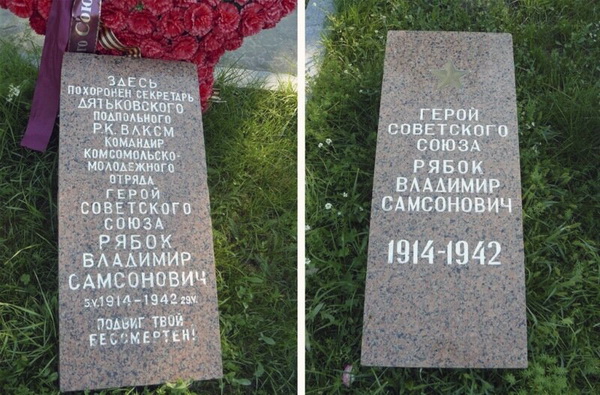 Союз
ЗДЕСЬ
ПОХОРОНЕН СЕКРЕТАРЬ
ДЯТЬКОВСКОГО
ПОДПОЛЬНОГО
Р.К. ВЛКСМ
КОМАНДИР
КОМСОМОЛЬСКО-
МОЛОДЕЖНОГО
ОТРЯДА
ГЕРОЙ
СОВЕТСКОГО
СОЮЗА
РЯБОК
ВЛАДИМИР
САМСОНОВИЧ
5.V.1914-1942 29.V.
ПОДВИГ ТВОЙ
БЕССМЕРТЕН!
ГЕРОЙ
СОВЕТСКОГО
СОЮЗА
РЯБОК
ВЛАДИМИР
САМСОНОВИЧ
1914-1942